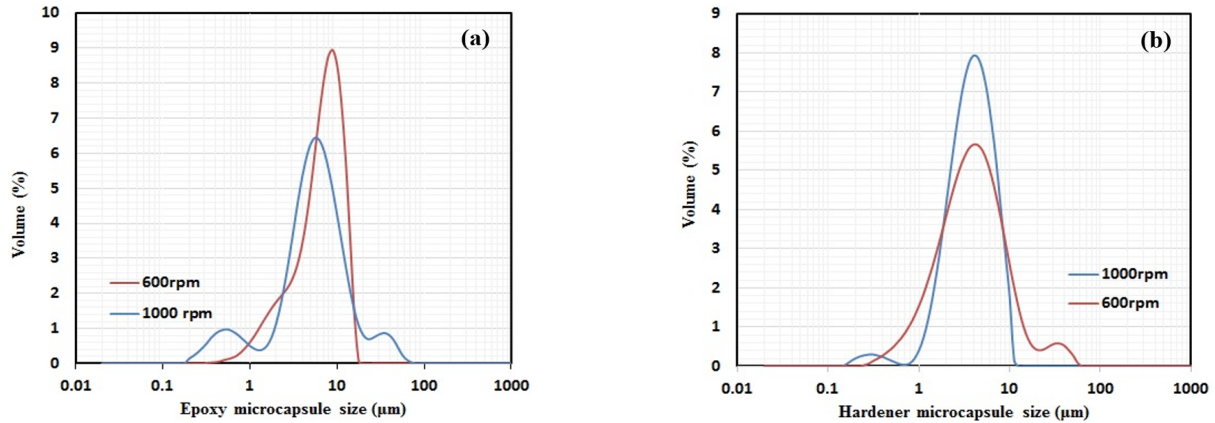 (a)
10
9
8
7
6
5
4
3
2
1
0
Volume (%)
600rpm
1000 rpm
0.01 0.1 1 10 100 1000
Epoxy microcapsule size (µm)
(b)
9
8
7
6
5
4
3
2
1
0
Volume (%)
1000rpm
600rpm
0.01 0.1 1 10 100 1000
Hardener microcapsule size (µm)